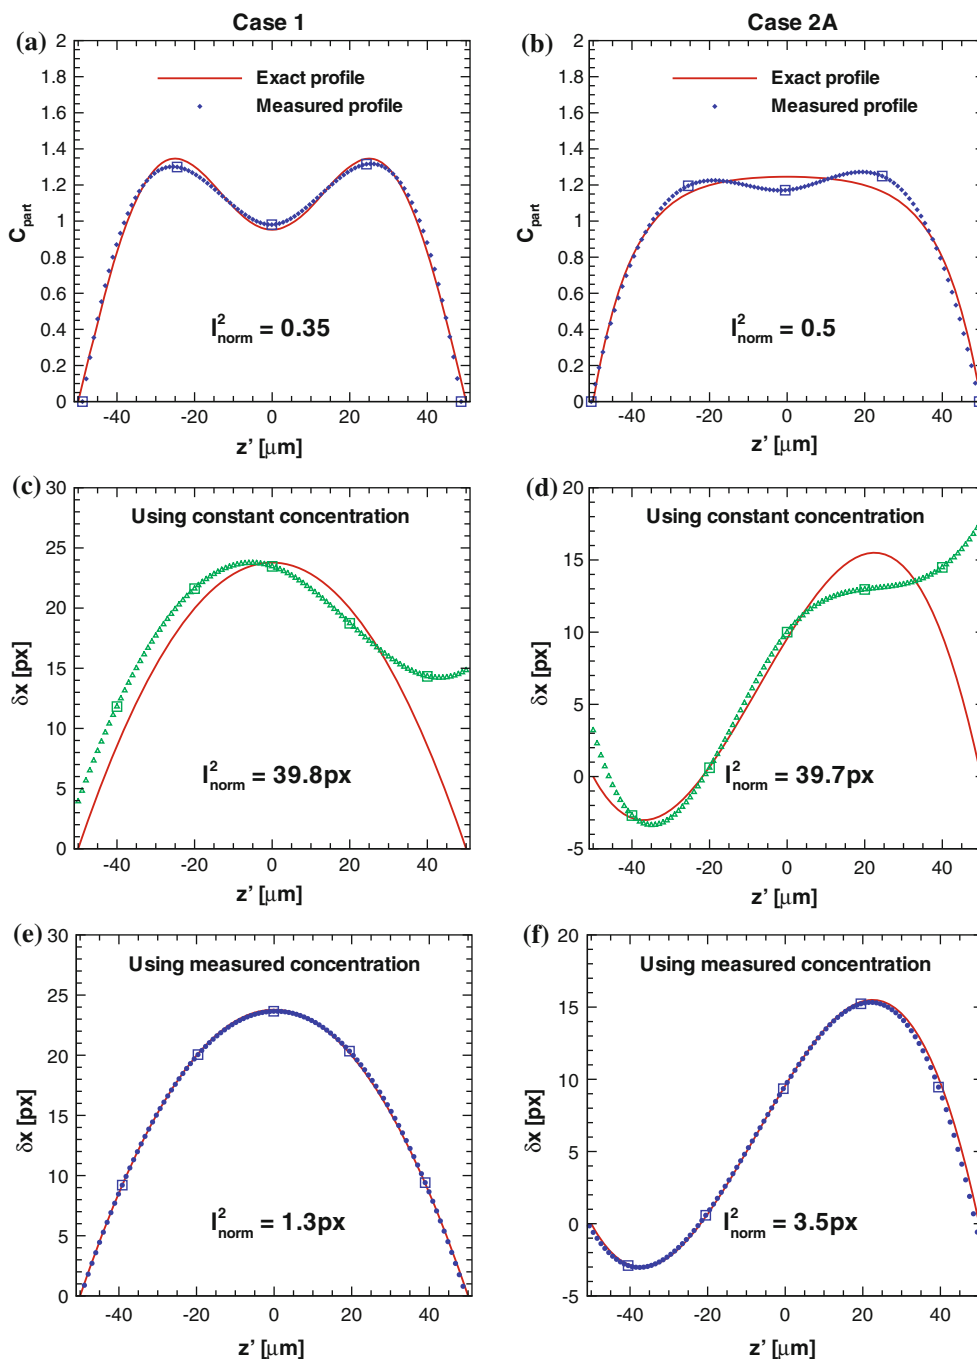 Case 1
Case 2A
(a)
(b)
2
1.8
1.6
1.4
1.2
1
0.8
0.6
0.4
0.2
0
C_part
Exact profile
Measured profile
l²_norm = 0.35
-40 -20 0 20 40
z' [μm]
2
1.8
1.6
1.4
1.2
1
0.8
0.6
0.4
0.2
0
C_part
Exact profile
Measured profile
l²_norm = 0.5
-40 -20 0 20 40
z' [μm]
(c)
(d)
30
25
20
15
10
5
0
δx [px]
Using constant concentration
l²_norm = 39.8px
-40 -20 0 20 40
z' [μm]
20
15
10
5
0
-5
δx [px]
Using constant concentration
l²_norm = 39.7px
-40 -20 0 20 40
z' [μm]
(e)
(f)
30
25
20
15
10
5
0
δx [px]
Using measured concentration
l²_norm = 1.3px
-40 -20 0 20 40
z' [μm]
20
15
10
5
0
-5
δx [px]
Using measured concentration
l²_norm = 3.5px
-40 -20 0 20 40
z' [μm]